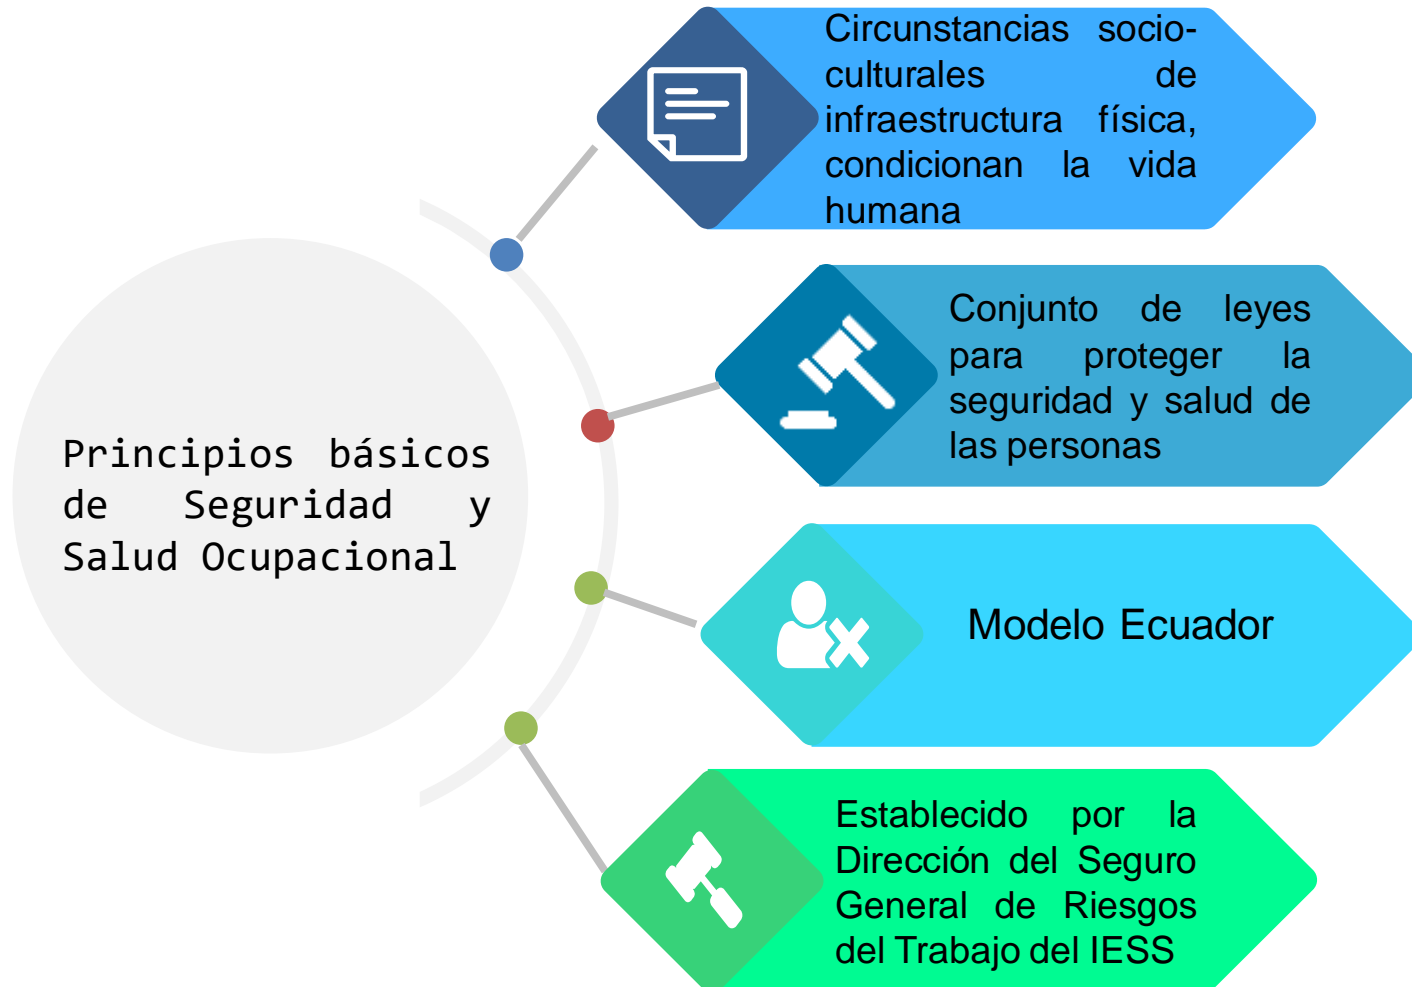 Circunstancias socio-
culturales de
infraestructura física,
condicionan la vida
humana
Conjunto de leyes
para proteger la
seguridad y salud de
las personas
Principios básicos
de Seguridad y
Salud Ocupacional
Modelo Ecuador
Establecido por la
Dirección del Seguro
General de Riesgos
del Trabajo del IESS